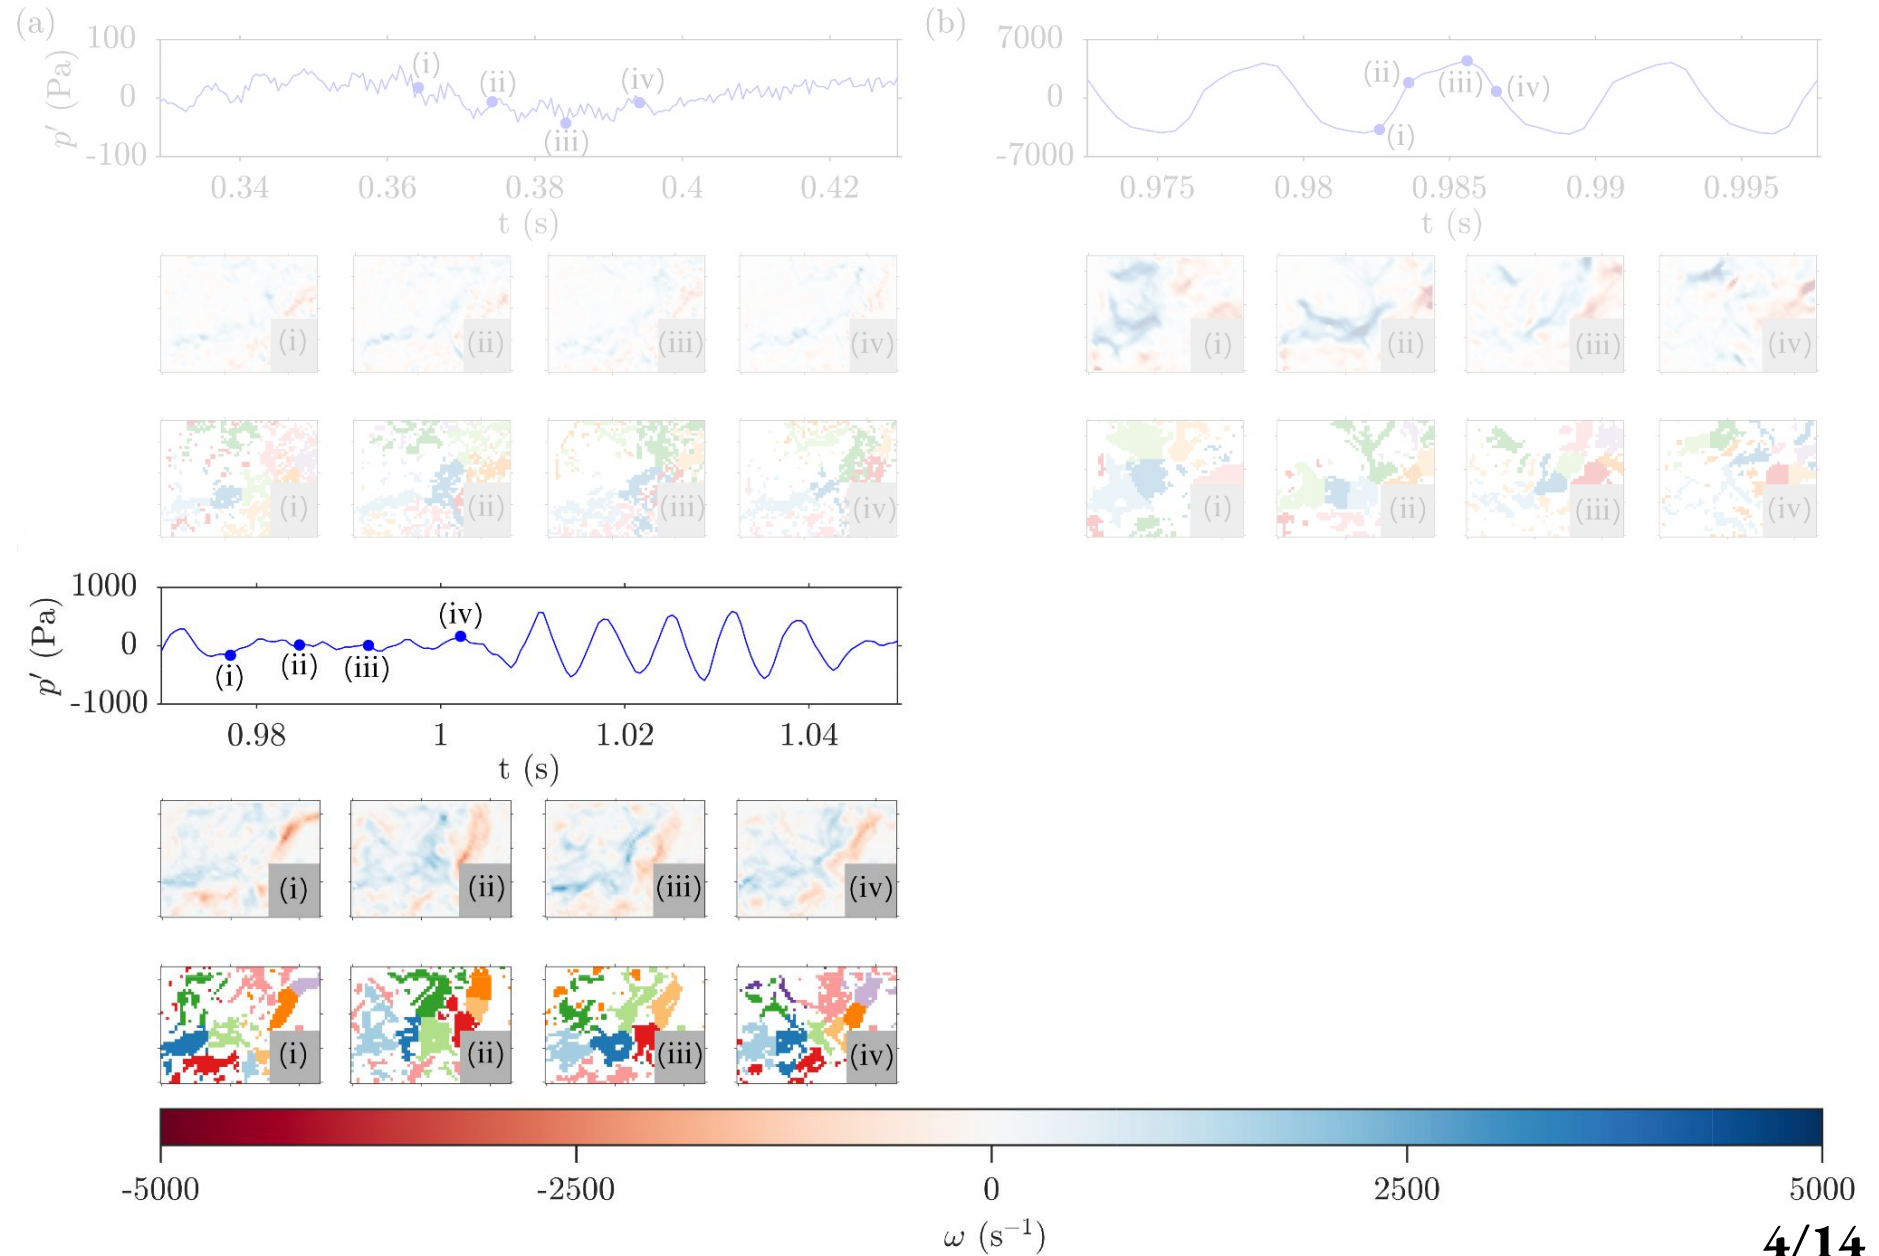 (a)
100
0
-100
p′ (Pa)
(i)
(ii)
(iii)
(iv)
0.34 0.36 0.38 0.4 0.42
t (s)
(b)
7000
0
-7000
(i)
(ii)
(iii)
(iv)
0.975 0.98 0.985 0.99 0.995
t (s)
(i) (ii) (iii) (iv)
(i) (ii) (iii) (iv)
(i) (ii) (iii) (iv)
(i) (ii) (iii) (iv)
1000
0
-1000
p′ (Pa)
(i)
(ii)
(iii)
(iv)
0.98 1 1.02 1.04
t (s)
(i) (ii) (iii) (iv)
(i) (ii) (iii) (iv)
-5000 -2500 0 2500 5000
ω (s⁻¹)
4/14